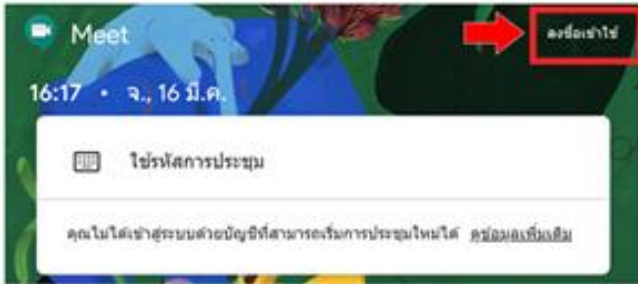 Meet
ลงชื่อเข้าใช้
16:17 • จ., 16 มี.ค.
ใช้รหัสการประชุม
คุณไม่ได้เข้าสู่ระบบด้วยบัญชีที่สามารถเริ่มการประชุมใหม่ได้ ดูข้อมูลเพิ่มเติม